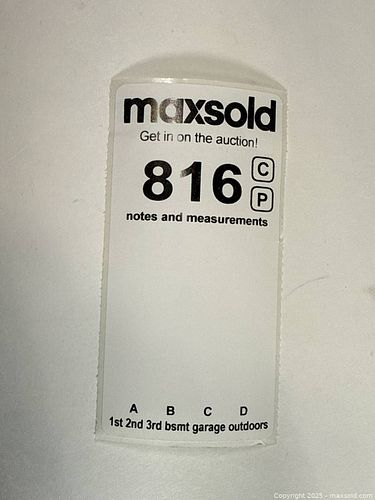 maxsold
Get in on the auction!
816 C
P
notes and measurements
A B C D
1st 2nd 3rd bsmt garage outdoors
Copyright 2025 - maxsold.com